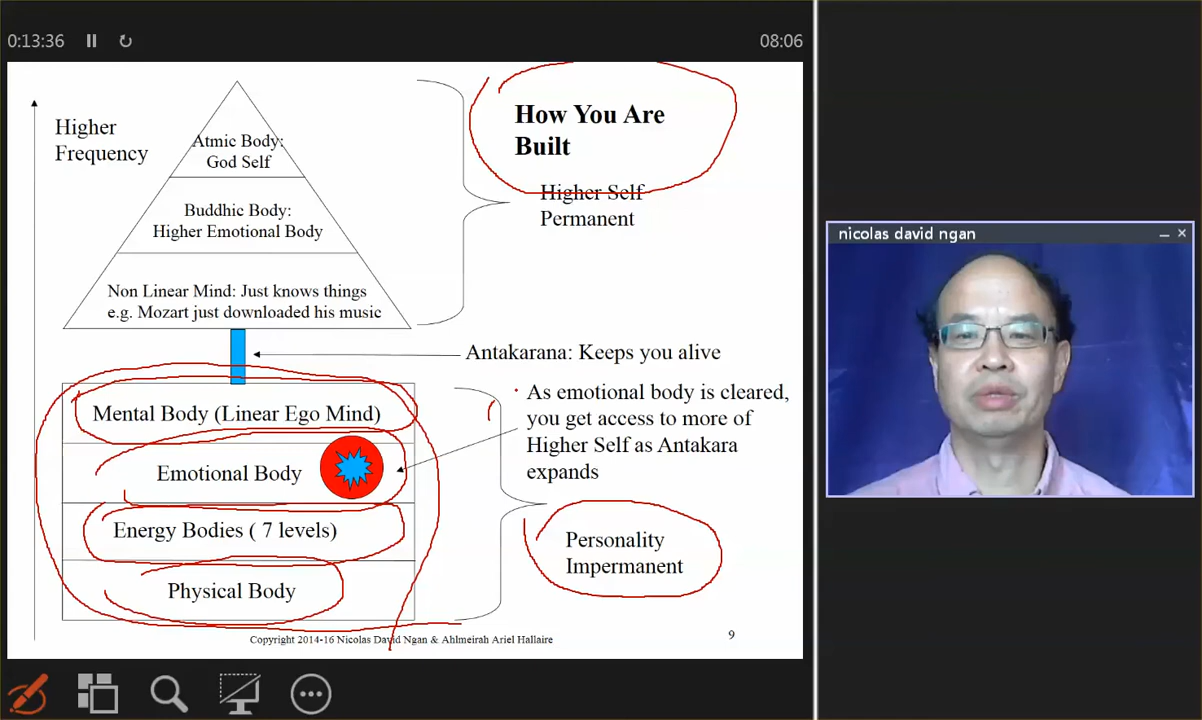 0:13:36
08:06
How You Are
Built
Higher
Frequency
Atmic Body:
God Self
Higher Self
Permanent
Buddhic Body:
Higher Emotional Body
Non Linear Mind: Just knows things
e.g. Mozart just downloaded his music
Antakarana: Keeps you alive
As emotional body is cleared,
you get access to more of
Higher Self as Antakara
expands
Mental Body (Linear Ego Mind)
Emotional Body
Energy Bodies ( 7 levels)
Physical Body
Personality
Impermanent
Copyright 2014-16 Nicolas David Ngan & Ahlmeirah Ariel Hallaire
9
nicolas david ngan